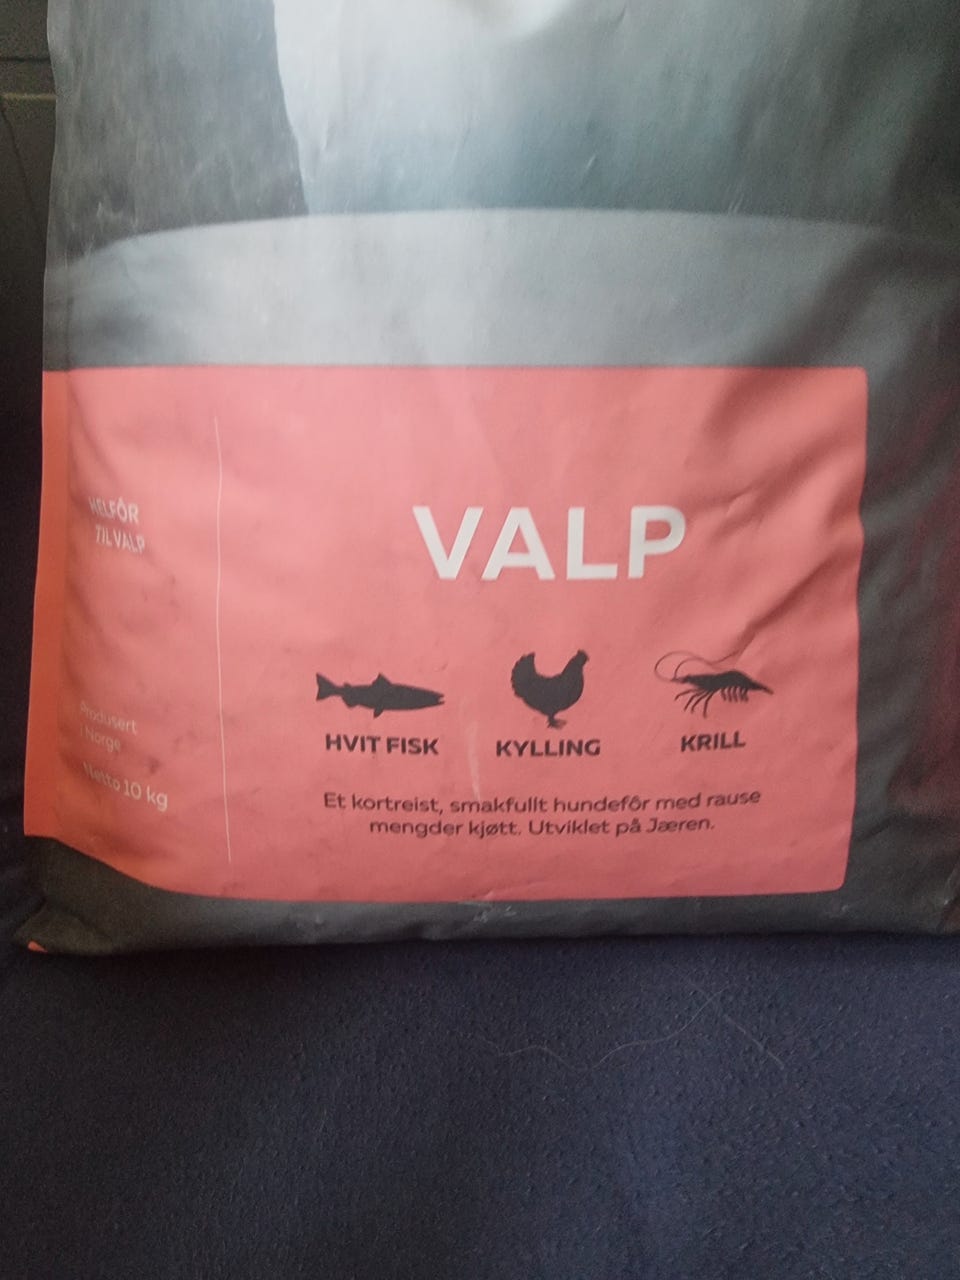 HELFÔR
TIL VALP
Produsert
i Norge
Netto 10 kg
VALP
HVIT FISK
KYLLING
KRILL
Et kortreist, smakfullt hundefôr med rause
mengder kjøtt. Utviklet på Jæren.